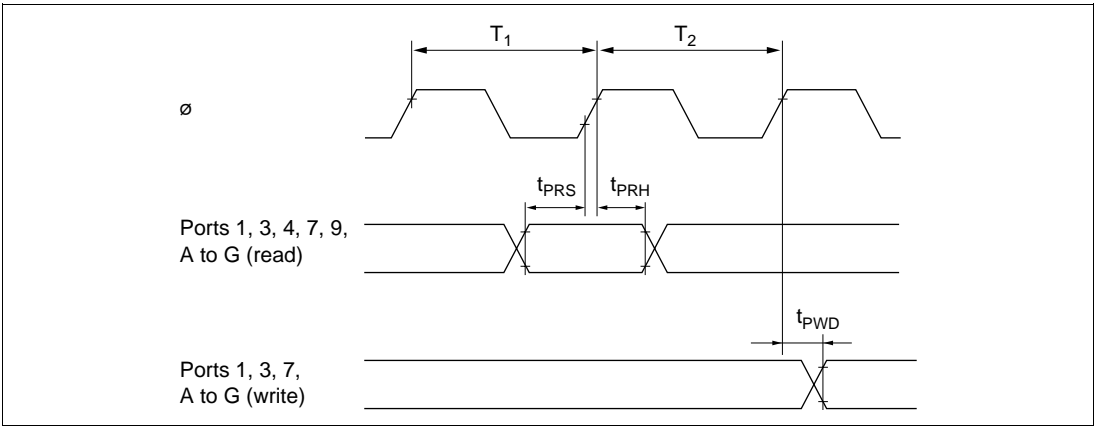 T1 T2
ø
tPRS tPRH
Ports 1, 3, 4, 7, 9,
A to G (read)
tPWD
Ports 1, 3, 7,
A to G (write)